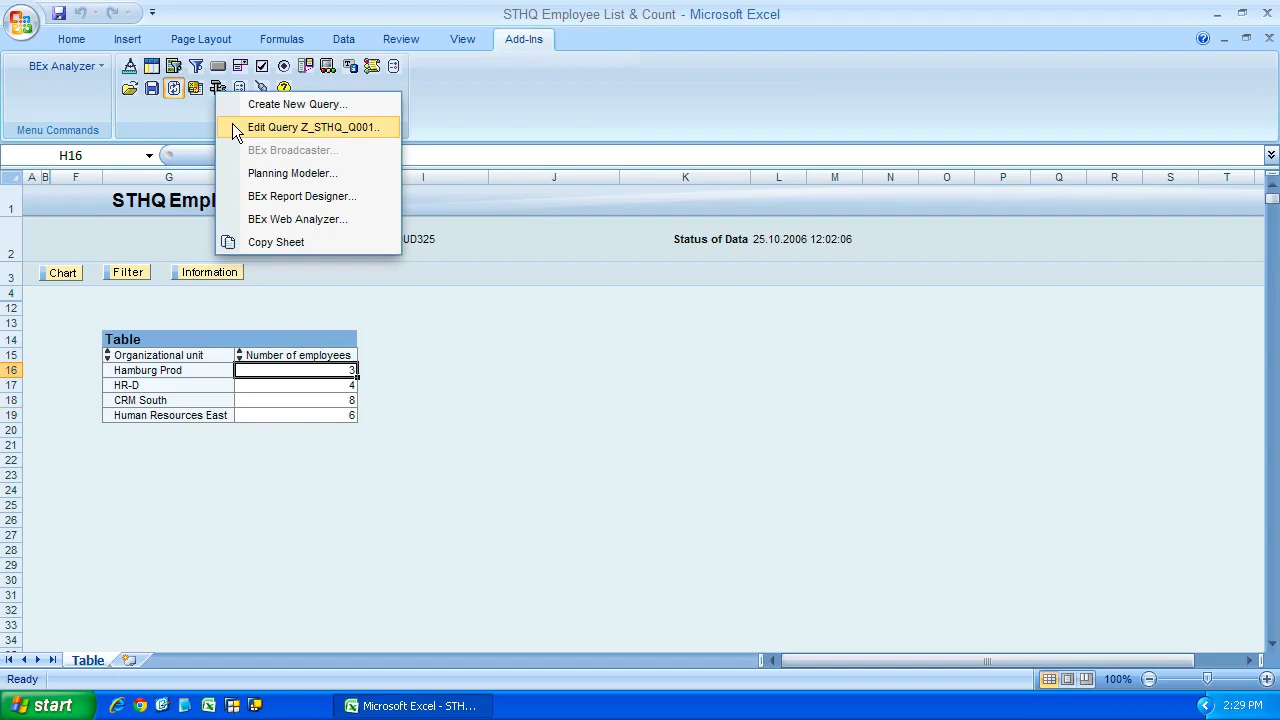 STHQ Employee List & Count - Microsoft Excel
Home Insert Page Layout Formulas Data Review View Add-Ins
BEx Analyzer
Menu Commands
Create New Query...
Edit Query Z_STHQ_Q001..
BEx Broadcaster...
Planning Modeler...
BEx Report Designer...
BEx Web Analyzer...
Copy Sheet
H16
A B F G I J K L M N O P Q R S T
1 STHQ Empl
2 UD325 Status of Data 25.10.2006 12:02:06
3 Chart Filter Information
4
12
13
14 Table
15 Organizational unit Number of employees
16 Hamburg Prod 3
17 HR-D 4
18 CRM South 8
19 Human Resources East 6
20
21
22
23
24
25
26
27
28
29
30
31
32
33
34
Table
Ready 100%
start Microsoft Excel - STH... 2:29 PM